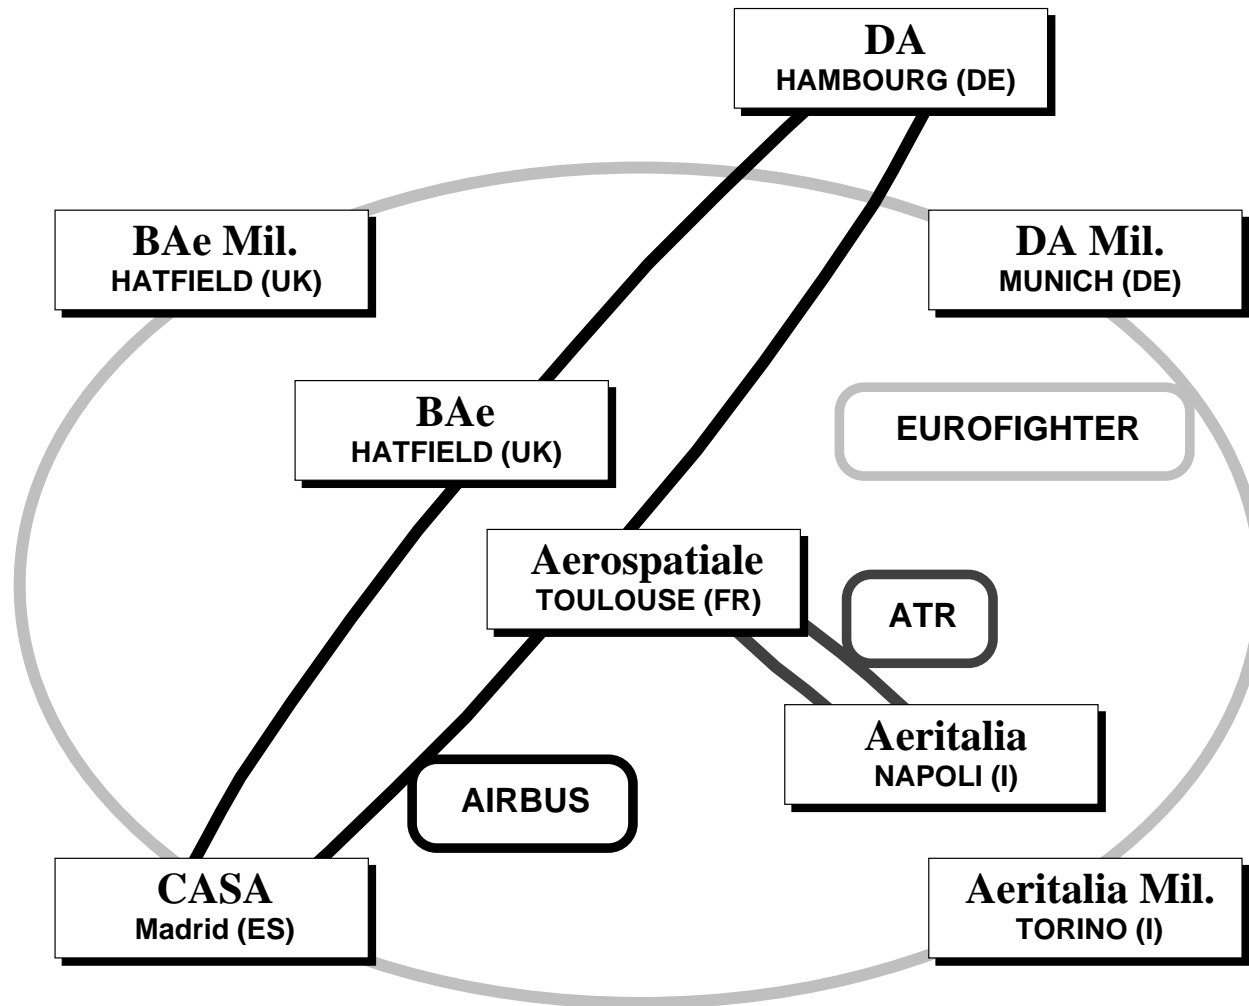 DA
HAMBOURG (DE)
BAe Mil.
HATFIELD (UK)
DA Mil.
MUNICH (DE)
BAe
HATFIELD (UK)
EUROFIGHTER
Aerospatiale
TOULOUSE (FR)
ATR
Aeritalia
NAPOLI (I)
AIRBUS
CASA
Madrid (ES)
Aeritalia Mil.
TORINO (I)